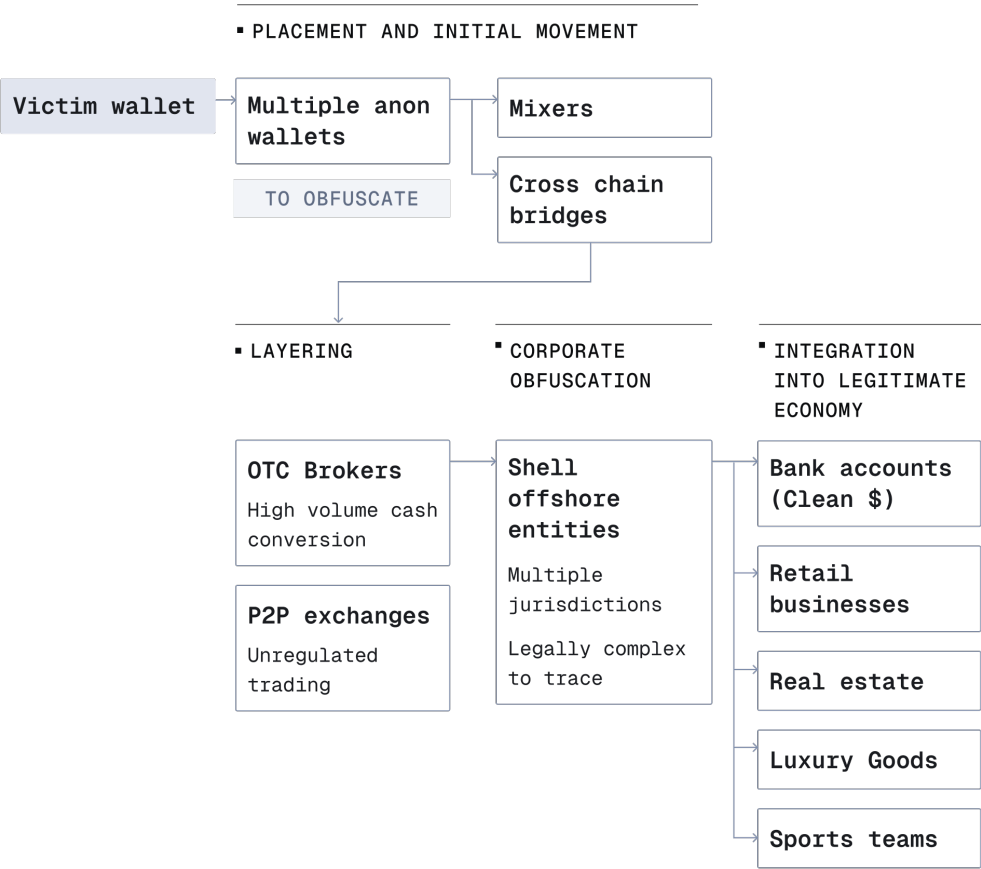 PLACEMENT AND INITIAL MOVEMENT
Victim wallet
Multiple anon
wallets
TO OBFUSCATE
Mixers
Cross chain
bridges
LAYERING
OTC Brokers
High volume cash
conversion
P2P exchanges
Unregulated
trading
CORPORATE
OBFUSCATION
Shell
offshore
entities
Multiple
jurisdictions
Legally complex
to trace
INTEGRATION
INTO LEGITIMATE
ECONOMY
Bank accounts
(Clean $)
Retail
businesses
Real estate
Luxury Goods
Sports teams